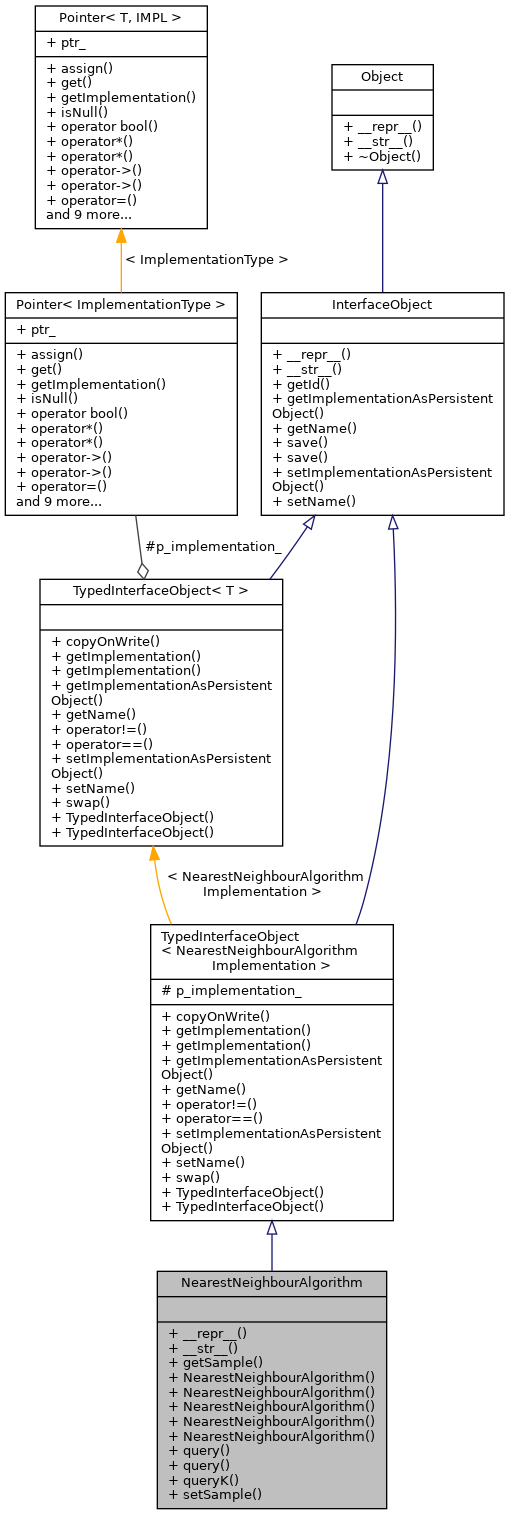 Pointer< T, IMPL >
+ ptr_
+ assign()
+ get()
+ getImplementation()
+ isNull()
+ operator bool()
+ operator*()
+ operator*()
+ operator->()
+ operator->()
+ operator=()
and 9 more...
Object
+ __repr__()
+ __str__()
+ ~Object()
< ImplementationType >
Pointer< ImplementationType >
+ ptr_
+ assign()
+ get()
+ getImplementation()
+ isNull()
+ operator bool()
+ operator*()
+ operator*()
+ operator->()
+ operator->()
+ operator=()
and 9 more...
InterfaceObject
+ __repr__()
+ __str__()
+ getId()
+ getImplementationAsPersistent
Object()
+ getName()
+ save()
+ save()
+ setImplementationAsPersistent
Object()
+ setName()
#p_implementation_
TypedInterfaceObject< T >
+ copyOnWrite()
+ getImplementation()
+ getImplementation()
+ getImplementationAsPersistent
Object()
+ getName()
+ operator!=()
+ operator==()
+ setImplementationAsPersistent
Object()
+ setName()
+ swap()
+ TypedInterfaceObject()
+ TypedInterfaceObject()
< NearestNeighbourAlgorithm
Implementation >
TypedInterfaceObject
< NearestNeighbourAlgorithm
Implementation >
# p_implementation_
+ copyOnWrite()
+ getImplementation()
+ getImplementation()
+ getImplementationAsPersistent
Object()
+ getName()
+ operator!=()
+ operator==()
+ setImplementationAsPersistent
Object()
+ setName()
+ swap()
+ TypedInterfaceObject()
+ TypedInterfaceObject()
NearestNeighbourAlgorithm
+ __repr__()
+ __str__()
+ getSample()
+ NearestNeighbourAlgorithm()
+ NearestNeighbourAlgorithm()
+ NearestNeighbourAlgorithm()
+ NearestNeighbourAlgorithm()
+ NearestNeighbourAlgorithm()
+ query()
+ query()
+ queryK()
+ setSample()